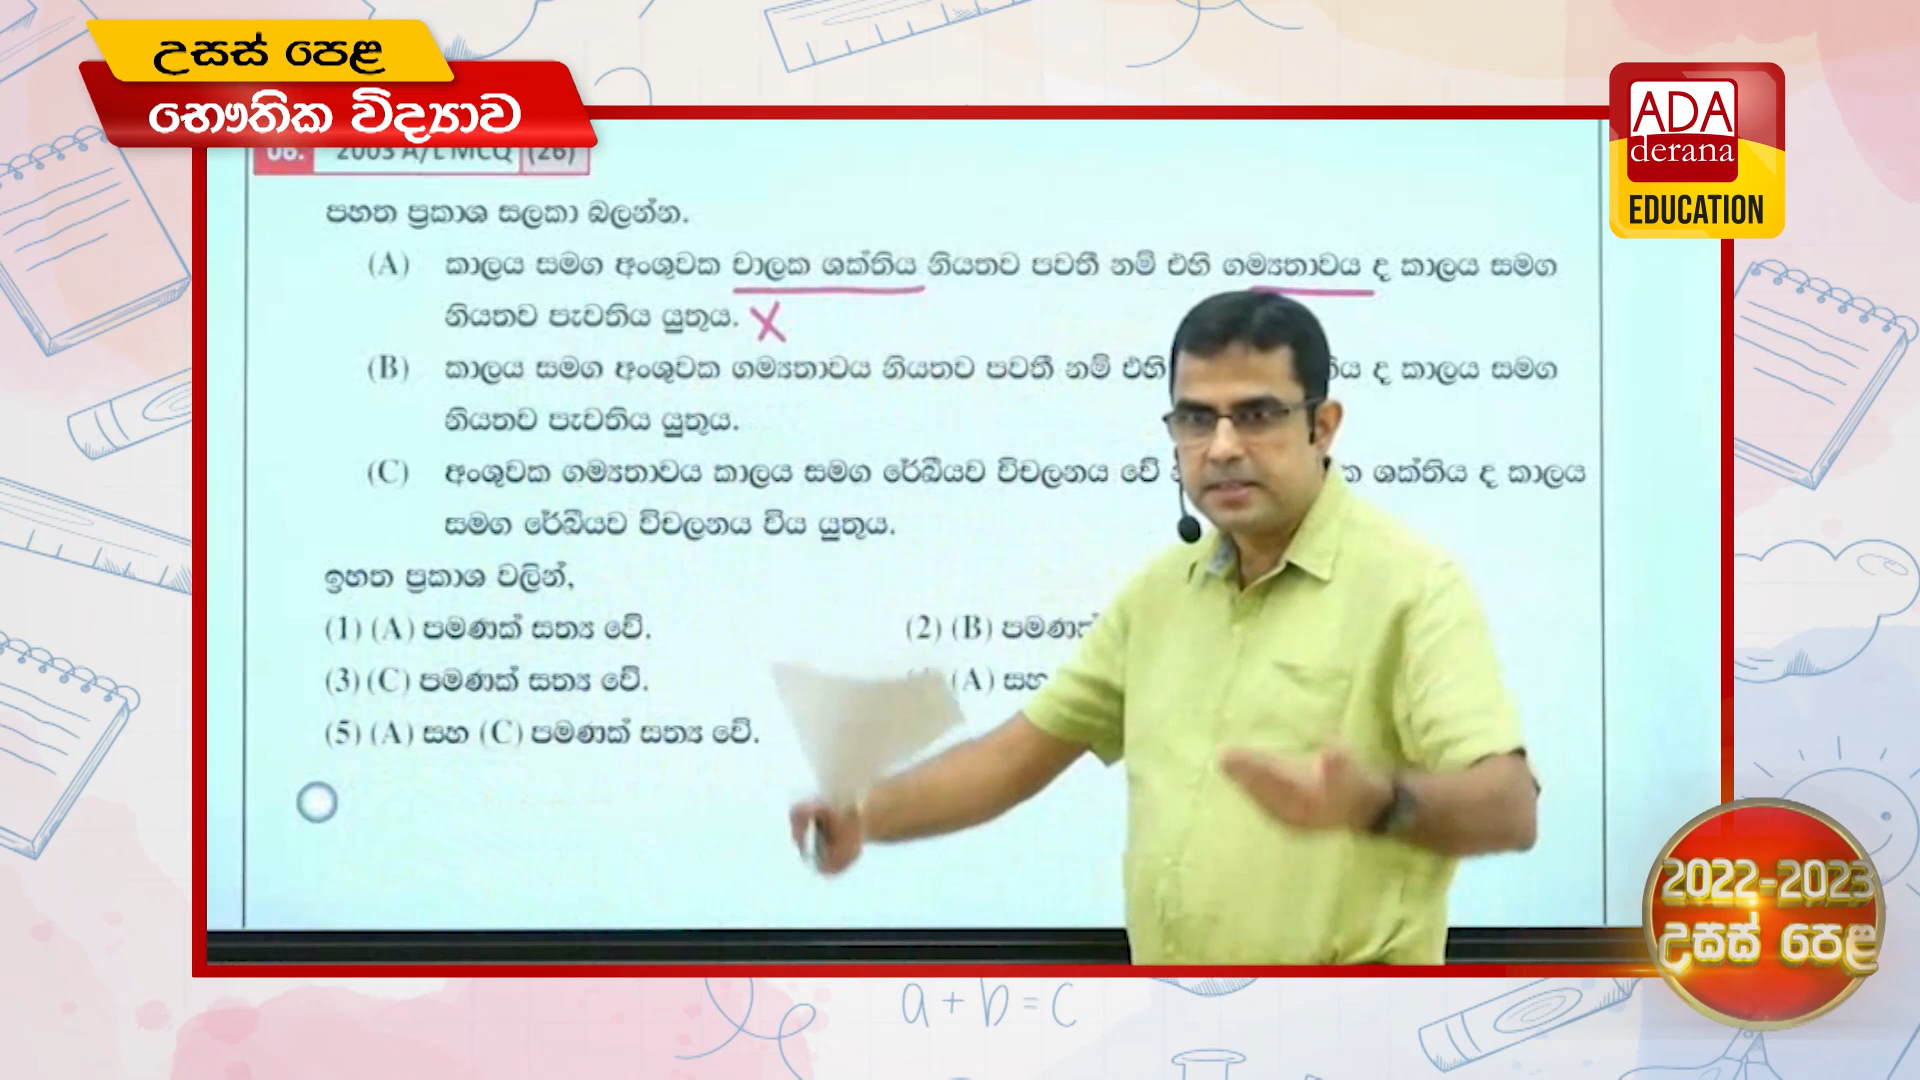 උසස් පෙළ
භෞතික විද්‍යාව
ADA
derana
EDUCATION
06. 2003 A/L MCQ (26)
පහත ප්‍රකාශ සලකා බලන්න.
(A) කාලය සමග අංශුවක චාලක ශක්තිය නියතව පවතී නම් එහි ගම්‍යතාවය ද කාලය සමග
නියතව පැවතිය යුතුය. X
(B) කාලය සමග අංශුවක ගම්‍යතාවය නියතව පවතී නම් එහි ද කාලය සමග
නියතව පැවතිය යුතුය.
(C) අංශුවක ගම්‍යතාවය කාලය සමග රේඛීයව විචලනය වේ ශක්තිය ද කාලය
සමග රේඛීයව විචලනය විය යුතුය.
ඉහත ප්‍රකාශ වලින්,
(1) (A) පමණක් සත්‍ය වේ. (2) (B) පමණක්
(3) (C) පමණක් සත්‍ය වේ. (A) සහ
(5) (A) සහ (C) පමණක් සත්‍ය වේ.
2022-2023
උසස් පෙළ
a + b = c